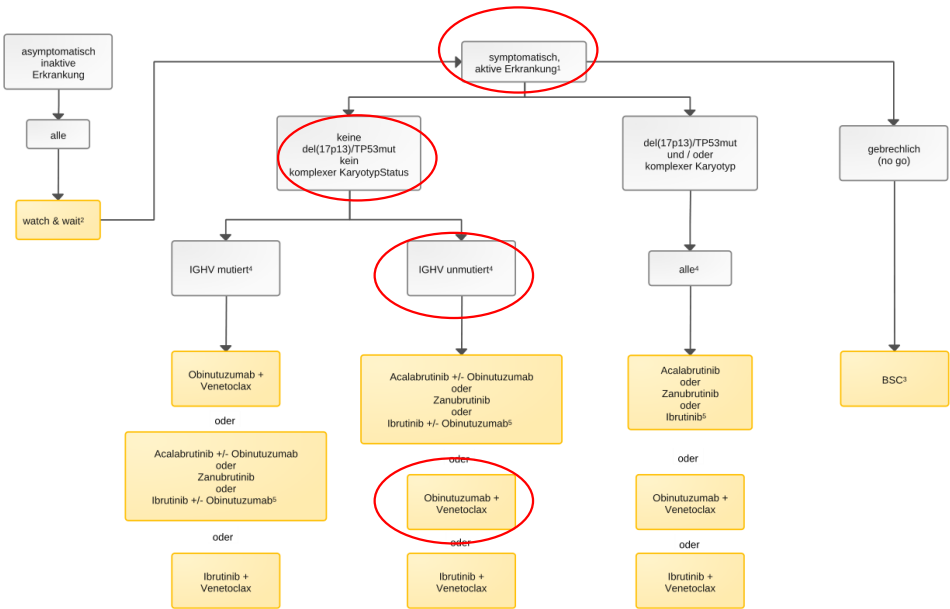 asymptomatisch
inaktive
Erkrankung
alle
watch & wait²
symptomatisch,
aktive Erkrankung¹
keine
del(17p13)/TP53mut
kein
komplexer KaryotypStatus
del(17p13)/TP53mut
und / oder
komplexer Karyotyp
gebrechlich
(no go)
IGHV mutiert⁴
IGHV unmutiert⁴
alle⁴
Obinutuzumab +
Venetoclax
oder
Acalabrutinib +/- Obinutuzumab
oder
Zanubrutinib
oder
Ibrutinib +/- Obinutuzumab⁵
oder
Ibrutinib +
Venetoclax
Acalabrutinib +/- Obinutuzumab
oder
Zanubrutinib
oder
Ibrutinib +/- Obinutuzumab⁵
oder
Obinutuzumab +
Venetoclax
oder
Ibrutinib +
Venetoclax
Acalabrutinib
oder
Zanubrutinib
oder
Ibrutinib⁵
oder
Obinutuzumab +
Venetoclax
oder
Ibrutinib +
Venetoclax
BSC³